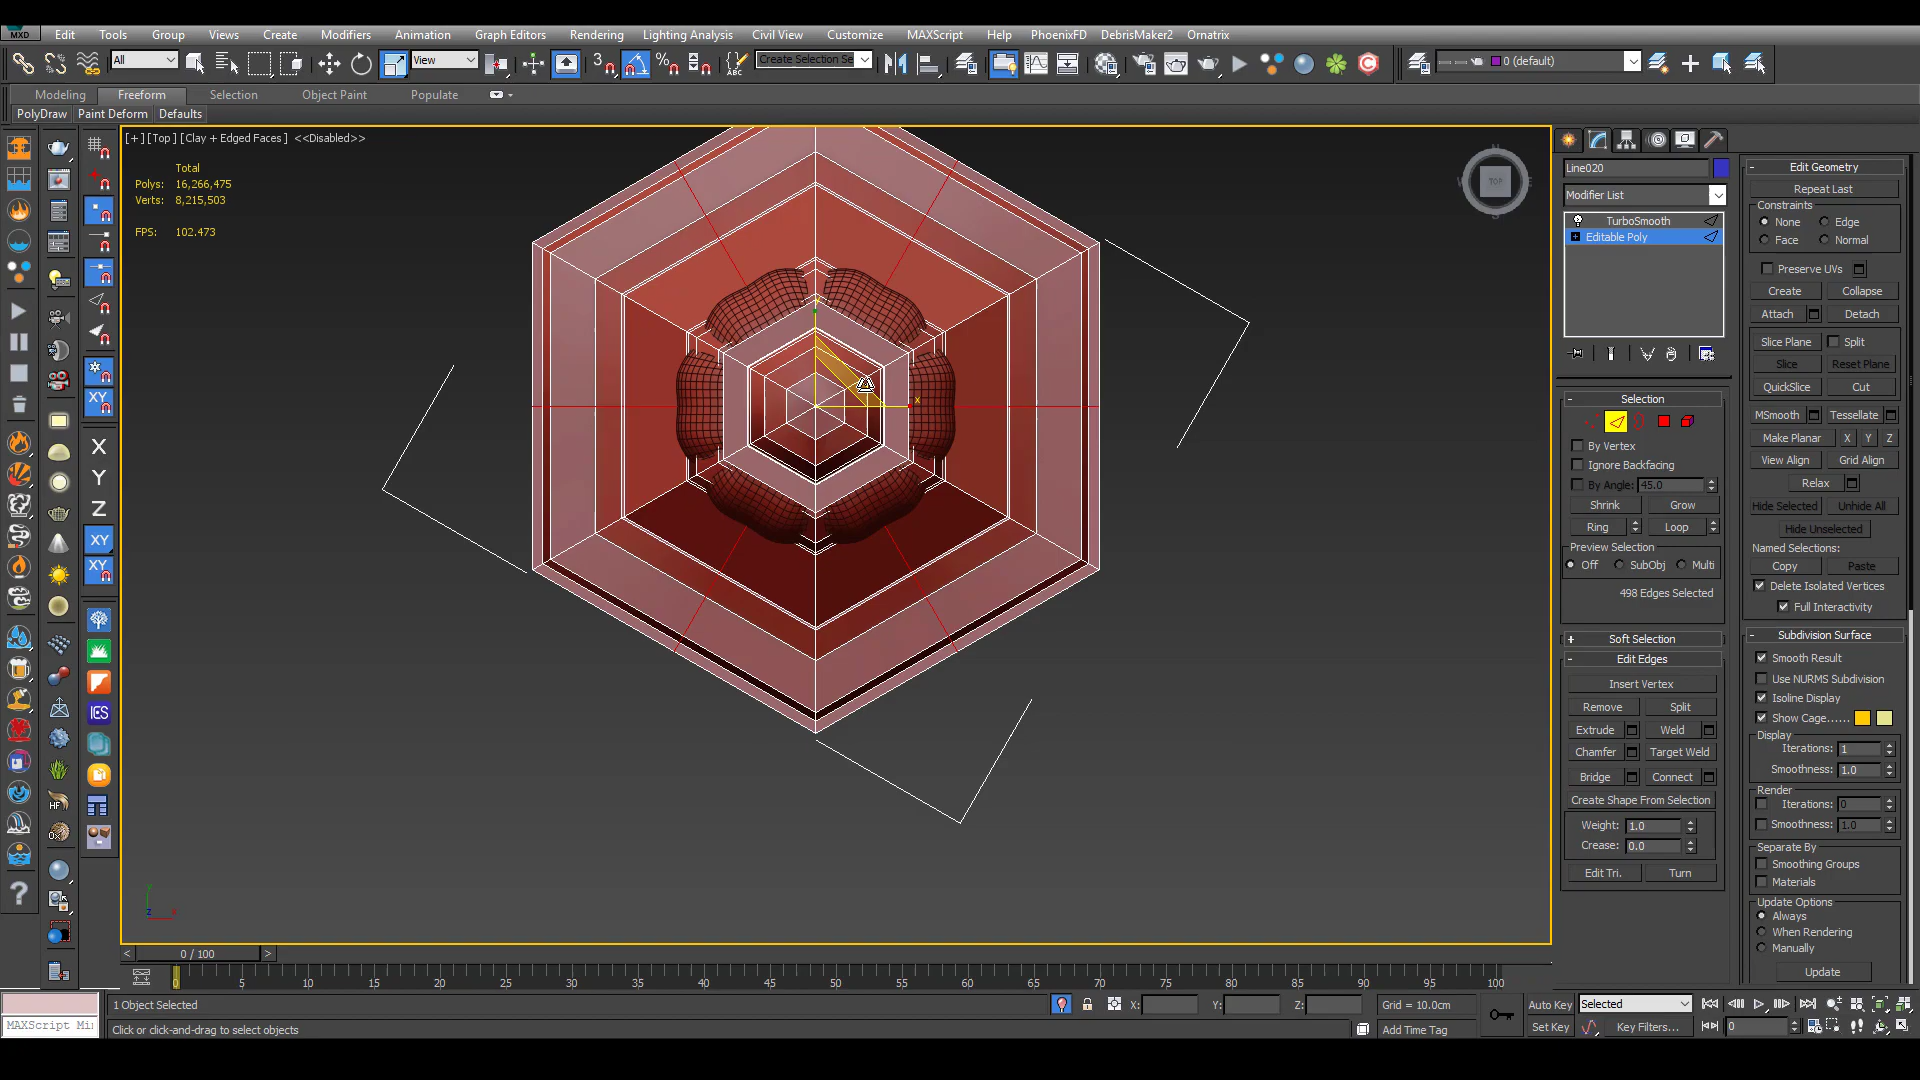 MXD Edit Tools Group Views Create Modifiers Animation Graph Editors Rendering Lighting Analysis Civil View Customize MAXScript Help PhoenixFD DebrisMaker2 Ornatrix
All View 3 % ABC Create Selection Se 0 (default)
Modeling Freeform Selection Object Paint Populate
PolyDraw Paint Deform Defaults
[+] [Top] [Clay + Edged Faces] <<Disabled>>
Total
Polys: 16,266,475
Verts: 8,215,503
FPS: 102.473
TOP
x
XY
X
Y
Z
XY
XY
IES
HF
Line020
Modifier List
TurboSmooth
Editable Poly
- Selection
By Vertex
Ignore Backfacing
By Angle: 45.0
Shrink Grow
Ring Loop
Preview Selection
Off SubObj Multi
498 Edges Selected
+ Soft Selection
- Edit Edges
Insert Vertex
Remove Split
Extrude Weld
Chamfer Target Weld
Bridge Connect
Create Shape From Selection
Weight: 1.0
Crease: 0.0
Edit Tri. Turn
- Edit Geometry
Repeat Last
Constraints
None Edge
Face Normal
Preserve UVs
Create Collapse
Attach Detach
Slice Plane Split
Slice Reset Plane
QuickSlice Cut
MSmooth Tessellate
Make Planar X Y Z
View Align Grid Align
Relax
Hide Selected Unhide All
Hide Unselected
Named Selections:
Copy Paste
Delete Isolated Vertices
Full Interactivity
- Subdivision Surface
Smooth Result
Use NURMS Subdivision
Isoline Display
Show Cage......
Display
Iterations: 1
Smoothness: 1.0
Render
Iterations: 0
Smoothness: 1.0
Separate By
Smoothing Groups
Materials
Update Options
Always
When Rendering
Manually
Update
< 0 / 100 >
0 5 10 15 20 25 30 35 40 45 50 55 60 65 70 75 80 85 90 95 100
1 Object Selected X: Y: Z: Grid = 10.0cm Auto Key Selected
MAXScript Mi Click or click-and-drag to select objects Add Time Tag Set Key Key Filters... 0